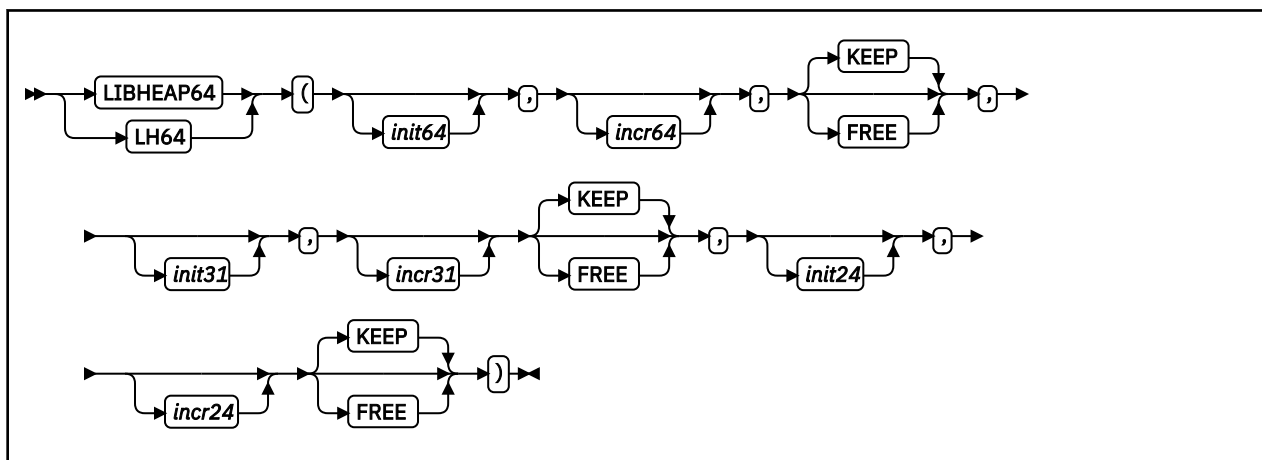 KEEP
LIBHEAP64 ( , , , 
LH64 init64 incr64 FREE
KEEP
, , ,
init31 incr31 FREE init24
KEEP
)
incr24 FREE